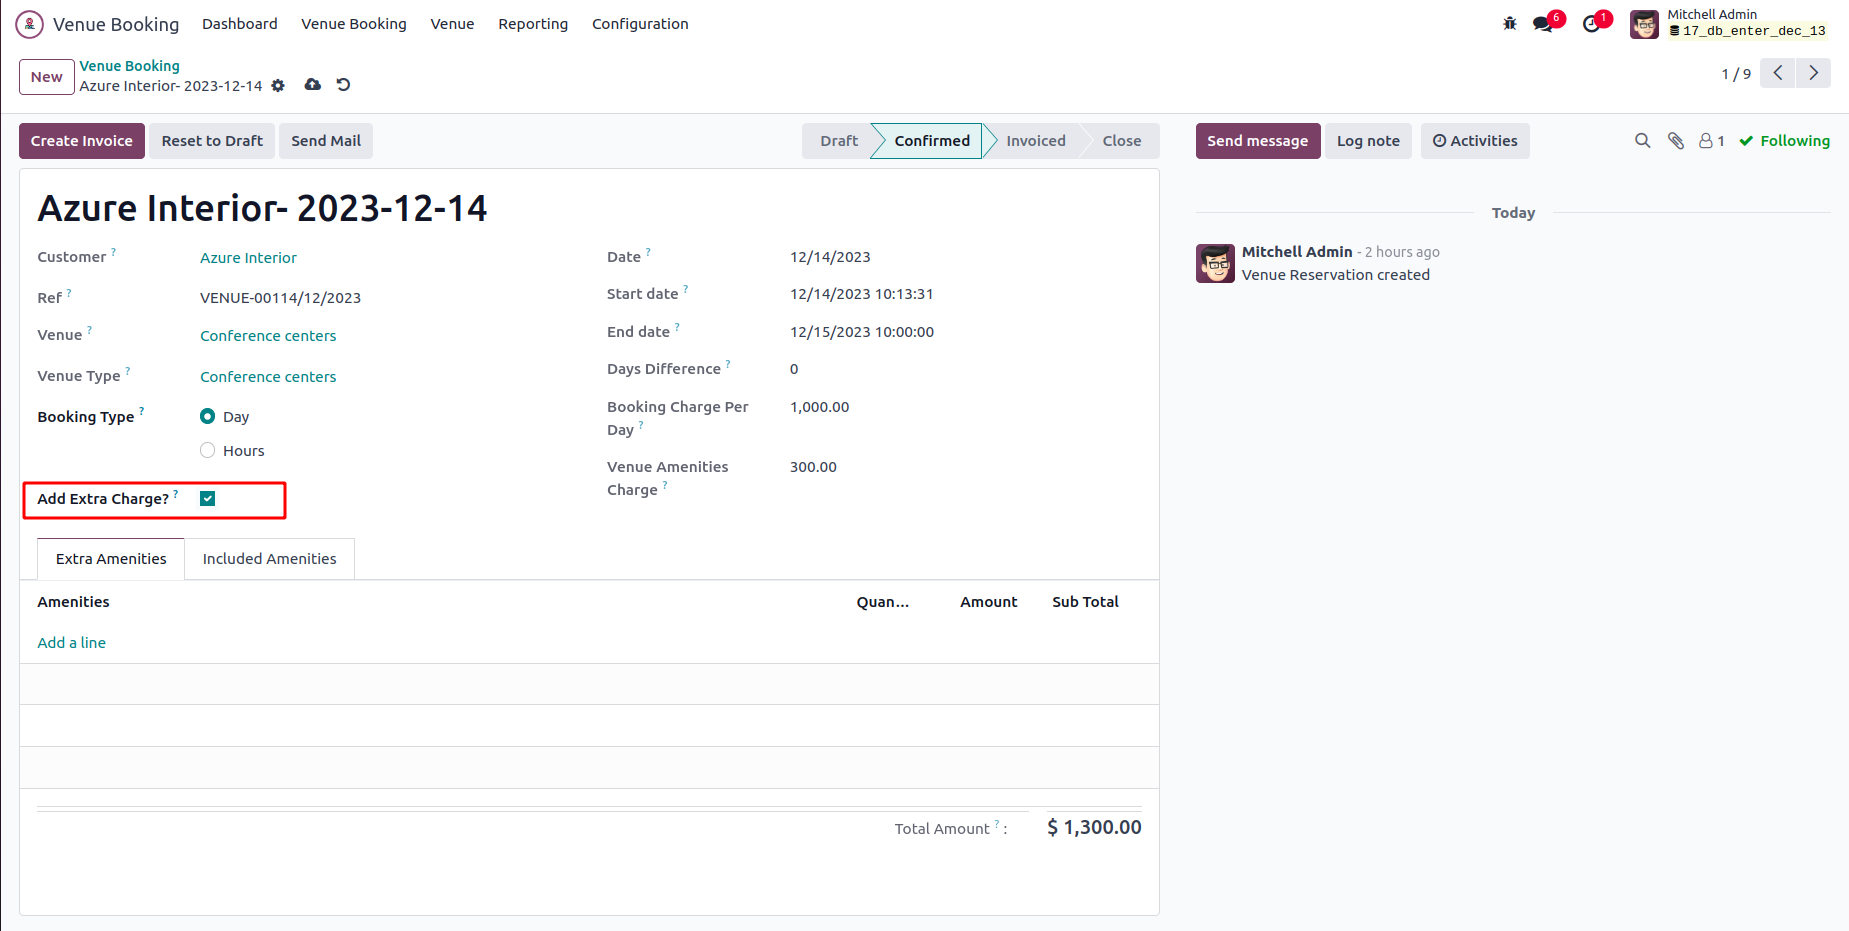 Venue Booking Dashboard Venue Booking Venue Reporting Configuration 6 1 Mitchell Admin
17_db_enter_dec_13
New Venue Booking
Azure Interior- 2023-12-14
1 / 9
Create Invoice Reset to Draft Send Mail Draft Confirmed Invoiced Close Send message Log note Activities 1 Following
Azure Interior- 2023-12-14
Today
Customer ? Azure Interior
Ref ? VENUE-00114/12/2023
Venue ? Conference centers
Venue Type ? Conference centers
Booking Type ? Day
Hours
Add Extra Charge? ?
Date ? 12/14/2023
Start date ? 12/14/2023 10:13:31
End date ? 12/15/2023 10:00:00
Days Difference ? 0
Booking Charge Per 1,000.00
Day ?
Venue Amenities 300.00
Charge ?
Mitchell Admin - 2 hours ago
Venue Reservation created
Extra Amenities Included Amenities
Amenities Quan... Amount Sub Total
Add a line
Total Amount ? : $ 1,300.00